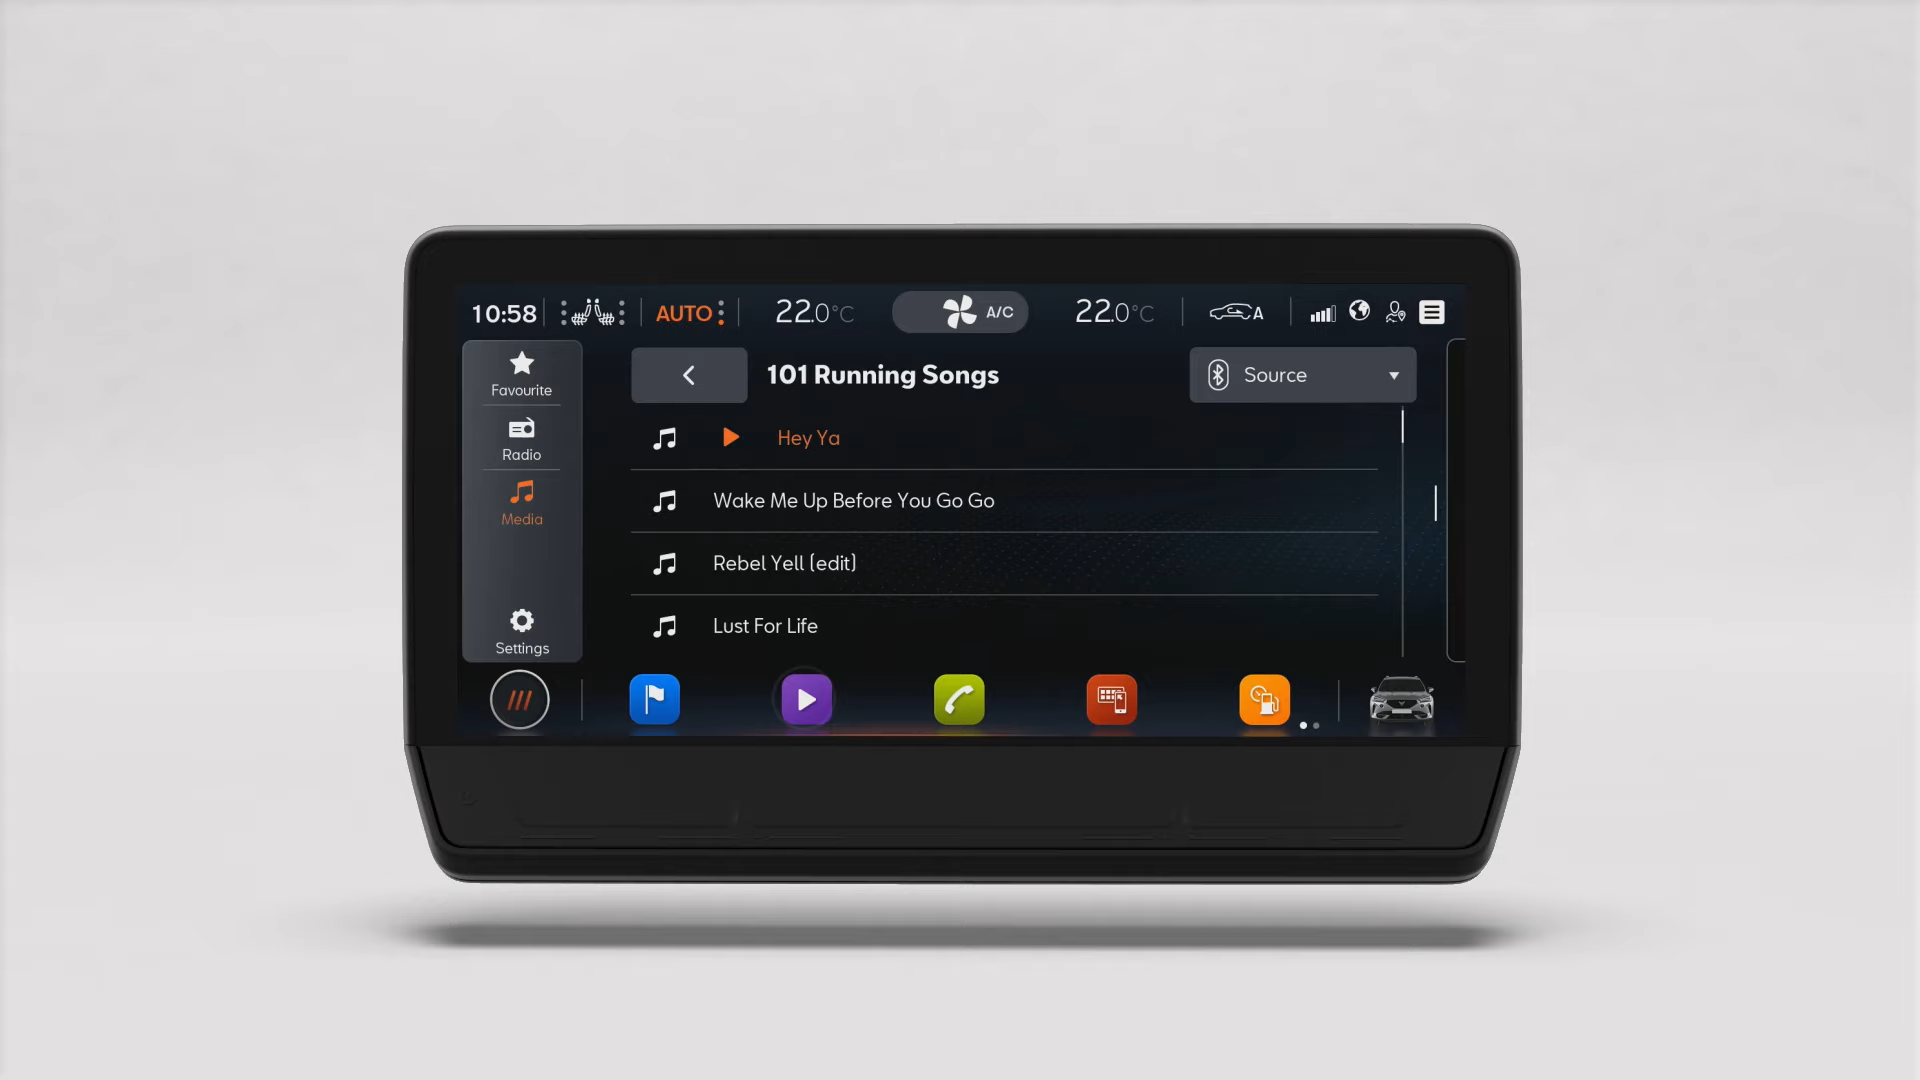 10:58 AUTO 22.0°C A/C 22.0°C A
Favourite
Radio
Media
Settings
101 Running Songs
Source
Hey Ya
Wake Me Up Before You Go Go
Rebel Yell (edit)
Lust For Life